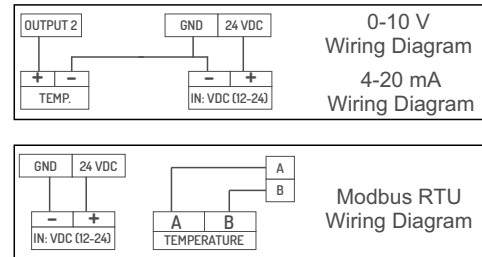 OUTPUT 2 GND 24 VDC
+ - - +
TEMP. IN: VDC (12-24)
0-10 V
Wiring Diagram
4-20 mA
Wiring Diagram
GND 24 VDC
- +
IN: VDC (12-24)
A
B
A B
TEMPERATURE
Modbus RTU
Wiring Diagram